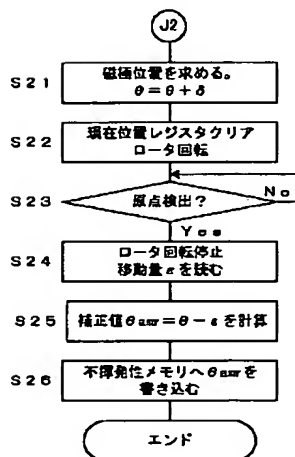 J2
S21
磁極位置を求める。
θ=θ+δ
S22
現在位置レジスタクリア
ロータ回転
S23
原点検出?
No
Yes
S24
ロータ回転停止
移動量εを読む
S25
補正値θasr=θ-εを計算
S26
不揮発性メモリへθasrを
書き込む
エンド